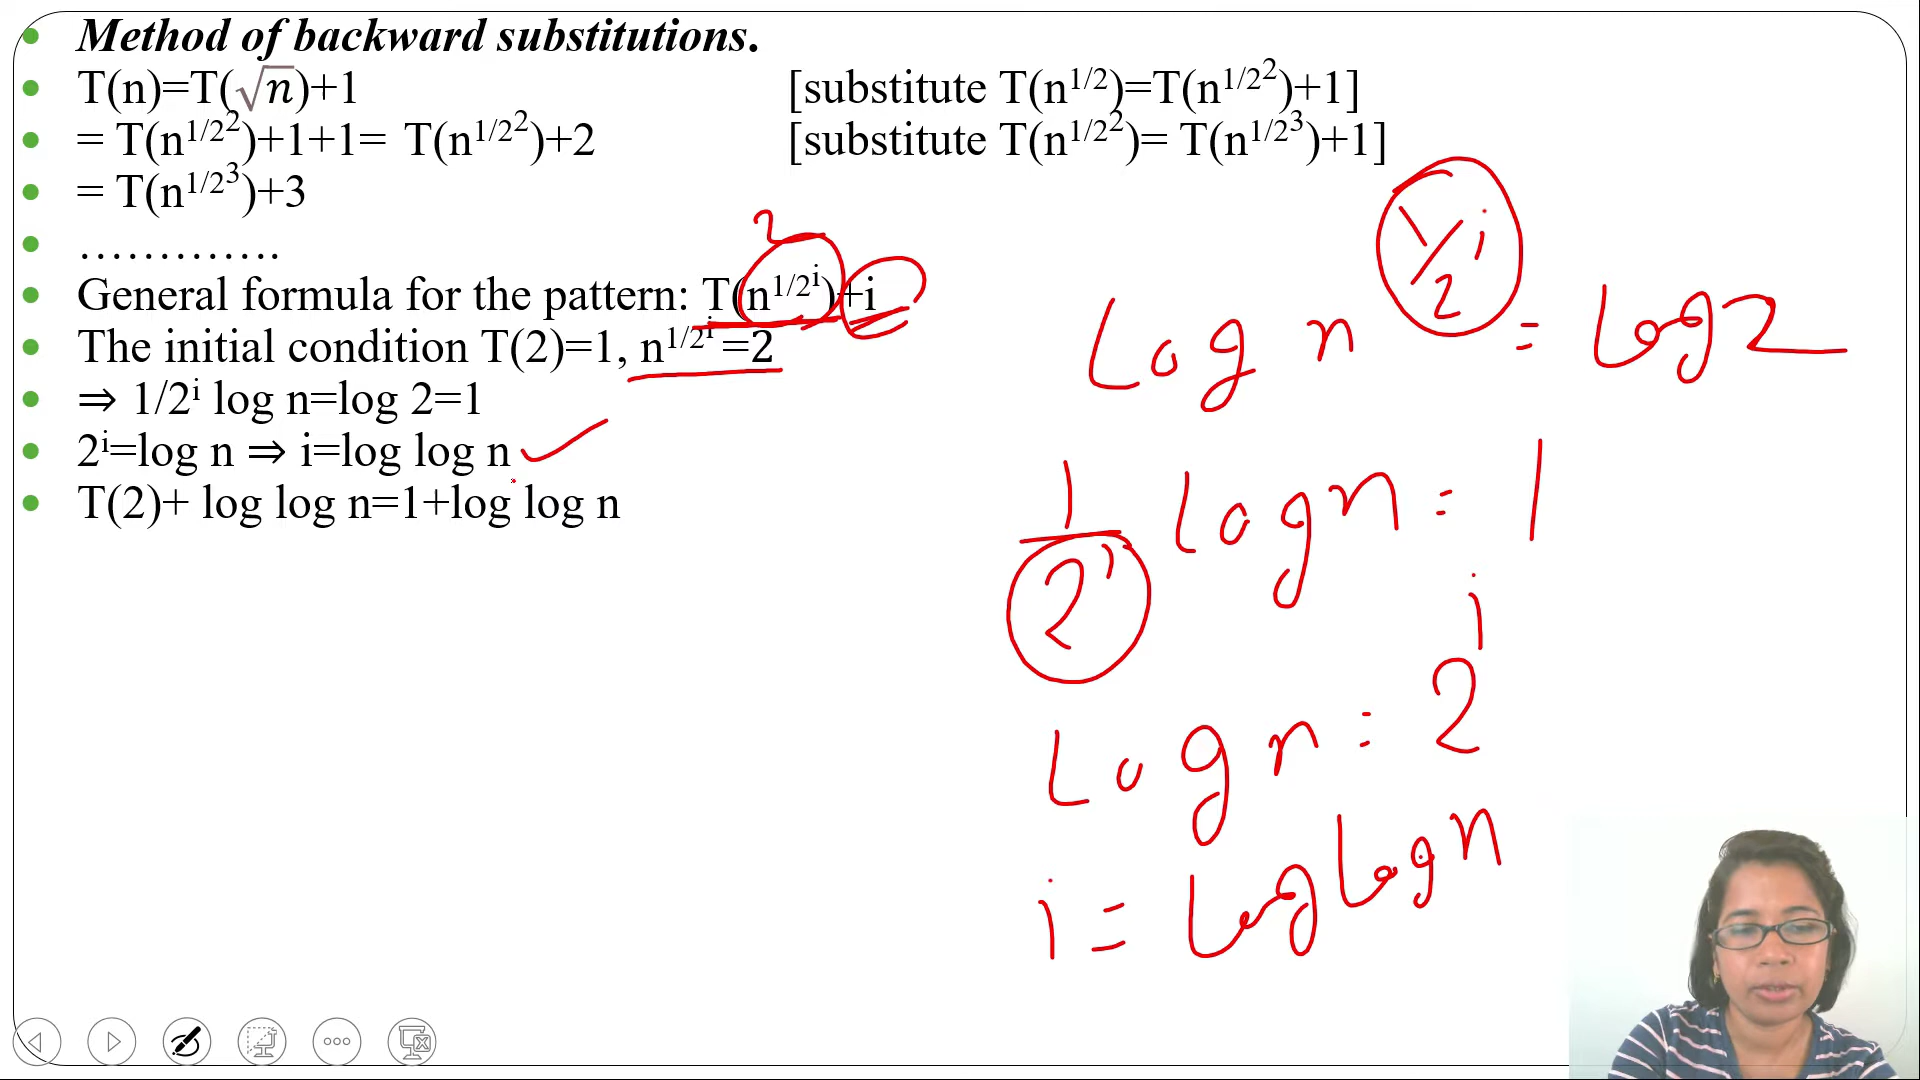 Method of backward substitutions.
T(n)=T(√n)+1 [substitute T(n^1/2)=T(n^1/2^2)+1]
= T(n^1/2^2)+1+1= T(n^1/2^2)+2 [substitute T(n^1/2^2)= T(n^1/2^3)+1]
= T(n^1/2^3)+3
………….
2
General formula for the pattern: T(n^1/2^i)+i
The initial condition T(2)=1, n^1/2^i=2
⇒ 1/2^i log n=log 2=1
2^i=log n ⇒ i=log log n ✓
T(2)+ log log n=1+log log n
Log n^1/2^i = log 2
1/2^i Log n = 1
Log n = 2^i
i = Log Log n